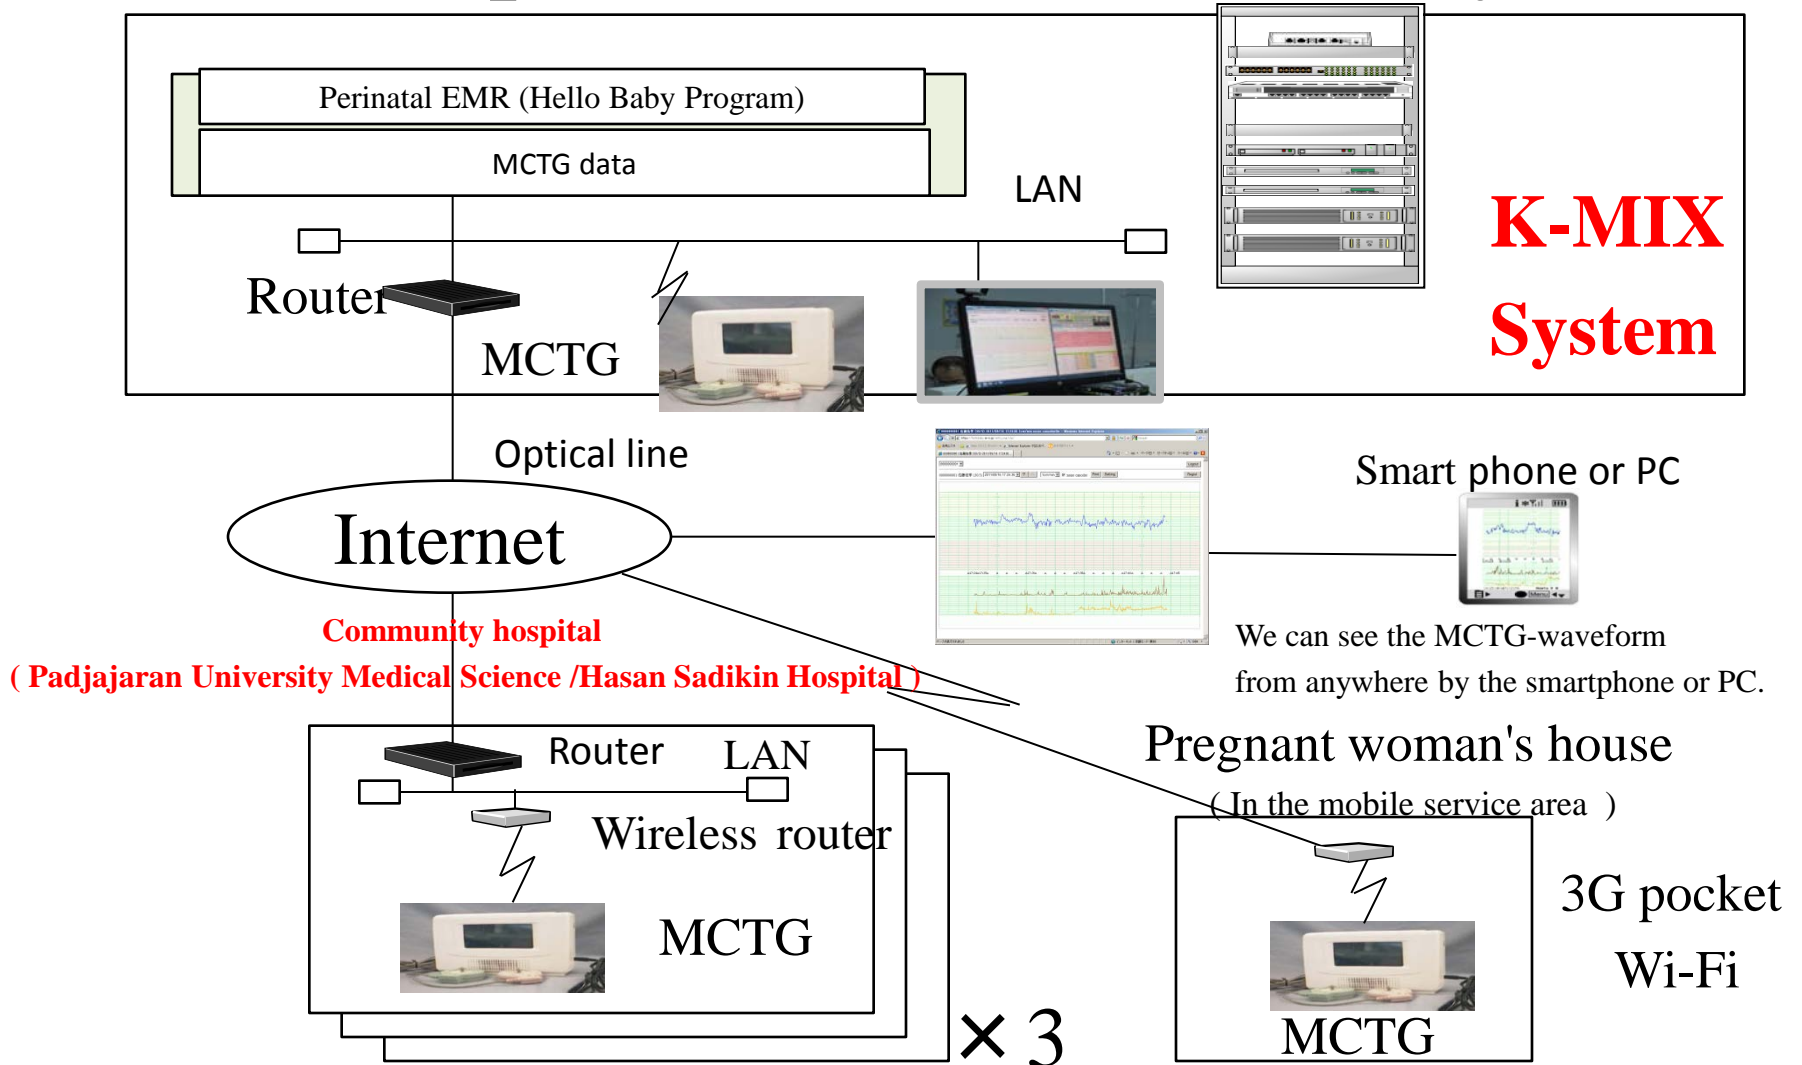 Perinatal EMR (Hello Baby Program)
MCTG data
LAN
K-MIX
System
Router
MCTG
Optical line
Internet
Smart phone or PC
Menu
We can see the MCTG-waveform
from anywhere by the smartphone or PC.
Community hospital
( Padjajaran University Medical Science /Hasan Sadikin Hospital )
Pregnant woman's house
( In the mobile service area )
Router
LAN
Wireless router
MCTG
× 3
3G pocket
Wi-Fi
MCTG